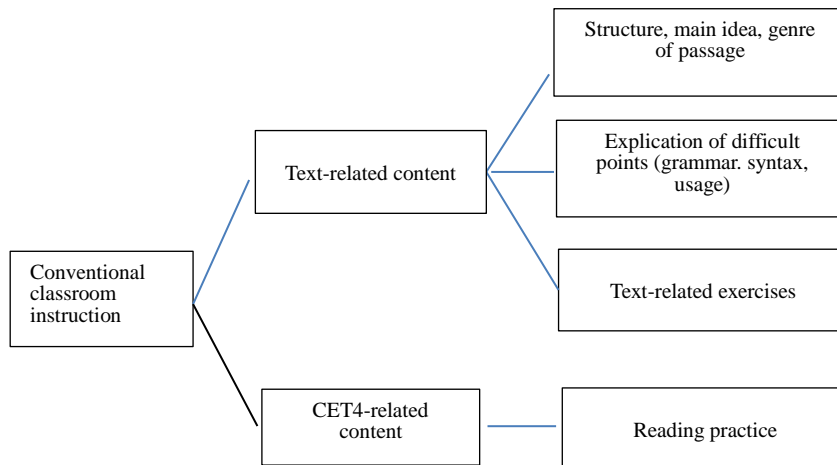 Structure, main idea, genre
of passage
Explication of difficult
points (grammar. syntax,
usage)
Text-related content
Text-related exercises
Conventional
classroom
instruction
CET4-related
content
Reading practice